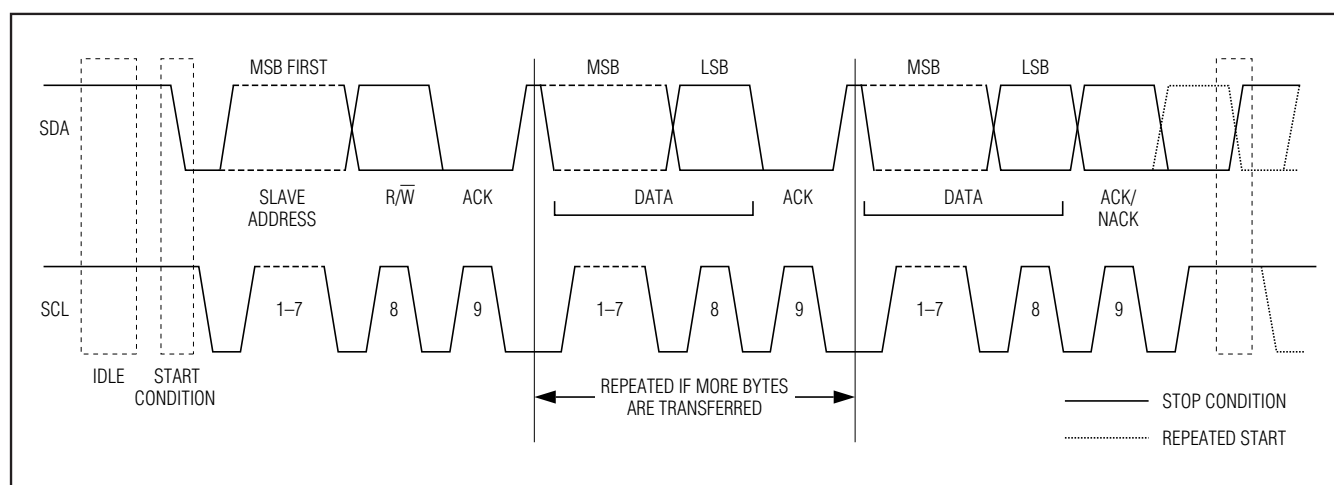 MSB FIRST
MSB
LSB
MSB
LSB
SDA
SLAVE
ADDRESS
R/W̅
ACK
DATA
ACK
DATA
ACK/
NACK
SCL
1–7
8
9
1–7
8
9
1–7
8
9
IDLE
START
CONDITION
REPEATED IF MORE BYTES
ARE TRANSFERRED
STOP CONDITION
REPEATED START